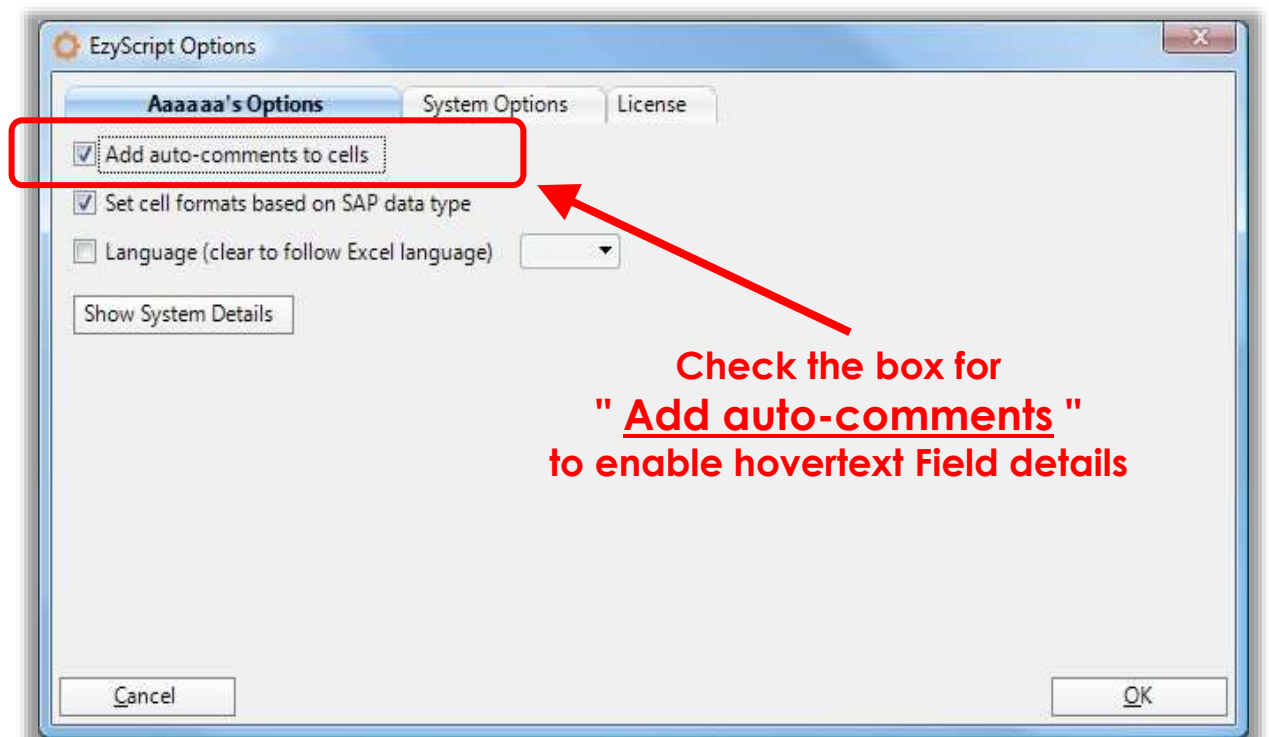 EzyScript Options
Aaaaaa's Options System Options License
Add auto-comments to cells
Set cell formats based on SAP data type
Language (clear to follow Excel language)
Show System Details
Check the box for
" Add auto-comments "
to enable hovertext Field details
Cancel OK